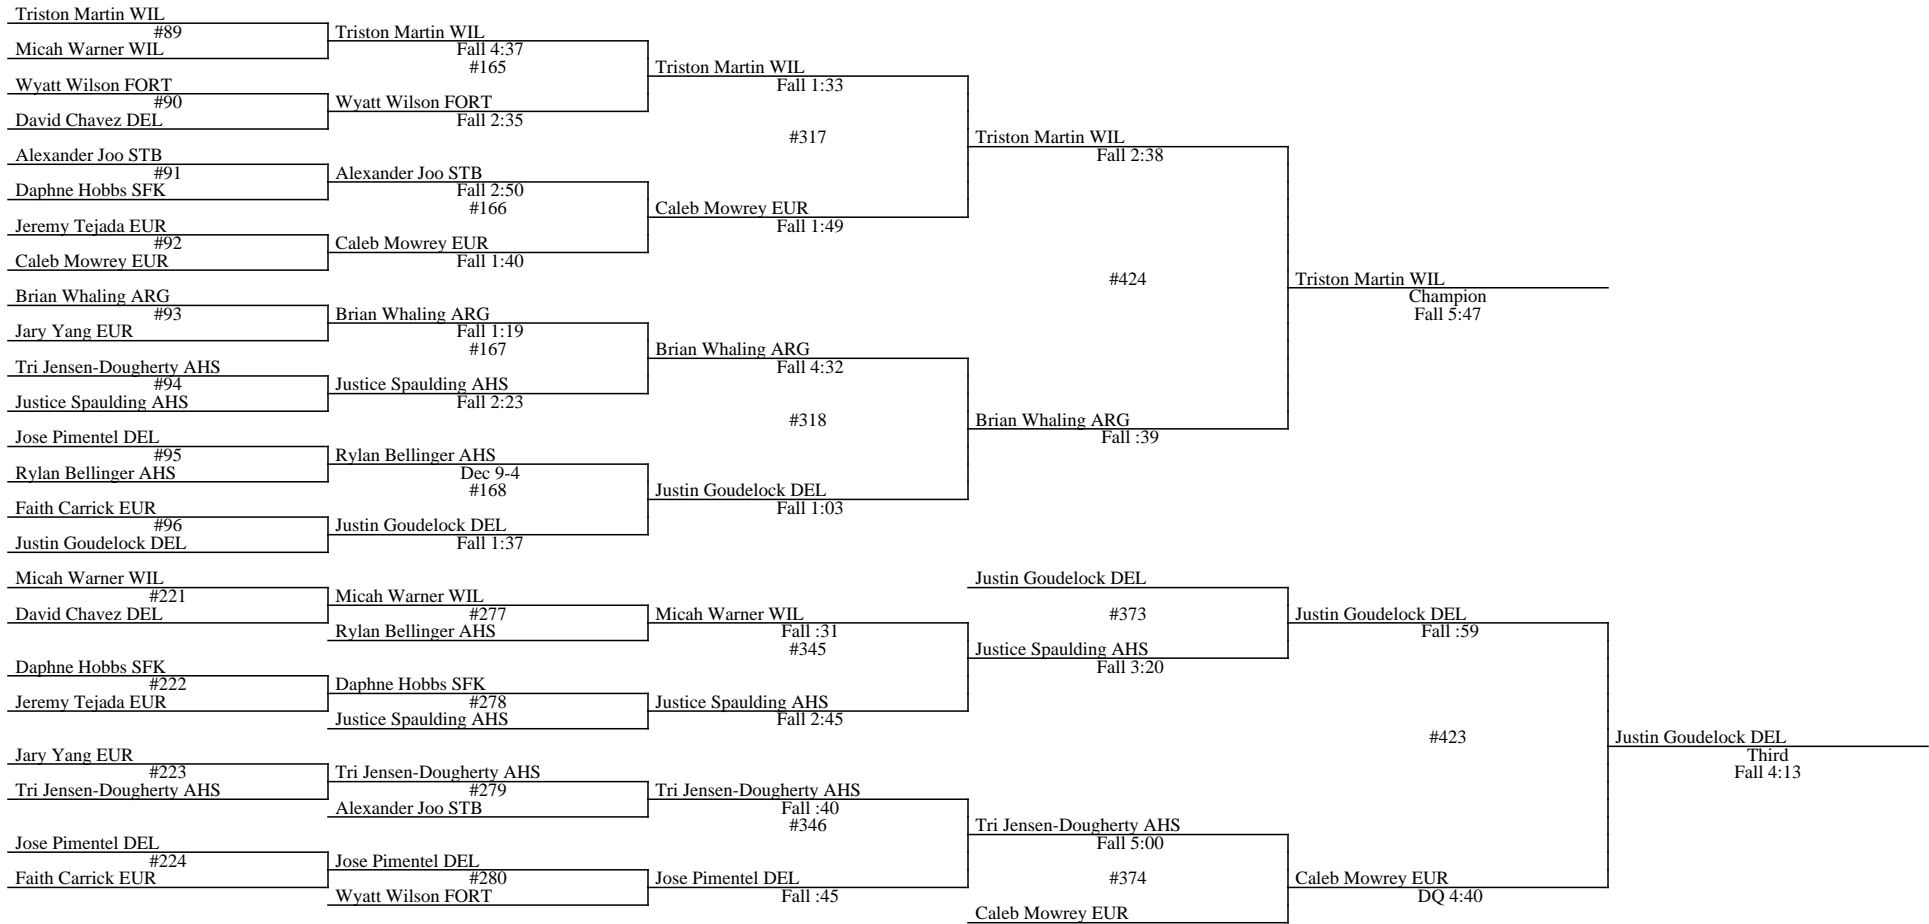 Triston Martin WIL
#89
Micah Warner WIL
Triston Martin WIL
Fall 4:37
#165
Wyatt Wilson FORT
#90
David Chavez DEL
Wyatt Wilson FORT
Fall 2:35
Triston Martin WIL
Fall 1:33
#317
Alexander Joo STB
#91
Daphne Hobbs SFK
Alexander Joo STB
Fall 2:50
#166
Jeremy Tejada EUR
#92
Caleb Mowrey EUR
Caleb Mowrey EUR
Fall 1:40
Caleb Mowrey EUR
Fall 1:49
Triston Martin WIL
Fall 2:38
#424
Brian Whaling ARG
#93
Jary Yang EUR
Brian Whaling ARG
Fall 1:19
#167
Tri Jensen-Dougherty AHS
#94
Justice Spaulding AHS
Justice Spaulding AHS
Fall 2:23
Brian Whaling ARG
Fall 4:32
#318
Jose Pimentel DEL
#95
Rylan Bellinger AHS
Rylan Bellinger AHS
Dec 9-4
#168
Faith Carrick EUR
#96
Justin Goudelock DEL
Justin Goudelock DEL
Fall 1:37
Justin Goudelock DEL
Fall 1:03
Brian Whaling ARG
Fall :39
Triston Martin WIL
Champion
Fall 5:47
Micah Warner WIL
#221
David Chavez DEL
Micah Warner WIL
#277
Rylan Bellinger AHS
Micah Warner WIL
Fall :31
#345
Daphne Hobbs SFK
#222
Jeremy Tejada EUR
Daphne Hobbs SFK
#278
Justice Spaulding AHS
Justice Spaulding AHS
Fall 2:45
Justin Goudelock DEL
#373
Justice Spaulding AHS
Fall 3:20
Justin Goudelock DEL
Fall :59
#423
Jary Yang EUR
#223
Tri Jensen-Dougherty AHS
Tri Jensen-Dougherty AHS
#279
Alexander Joo STB
Tri Jensen-Dougherty AHS
Fall :40
#346
Jose Pimentel DEL
#224
Faith Carrick EUR
Jose Pimentel DEL
#280
Wyatt Wilson FORT
Jose Pimentel DEL
Fall :45
Tri Jensen-Dougherty AHS
Fall 5:00
#374
Caleb Mowrey EUR
Caleb Mowrey EUR
DQ 4:40
Justin Goudelock DEL
Third
Fall 4:13